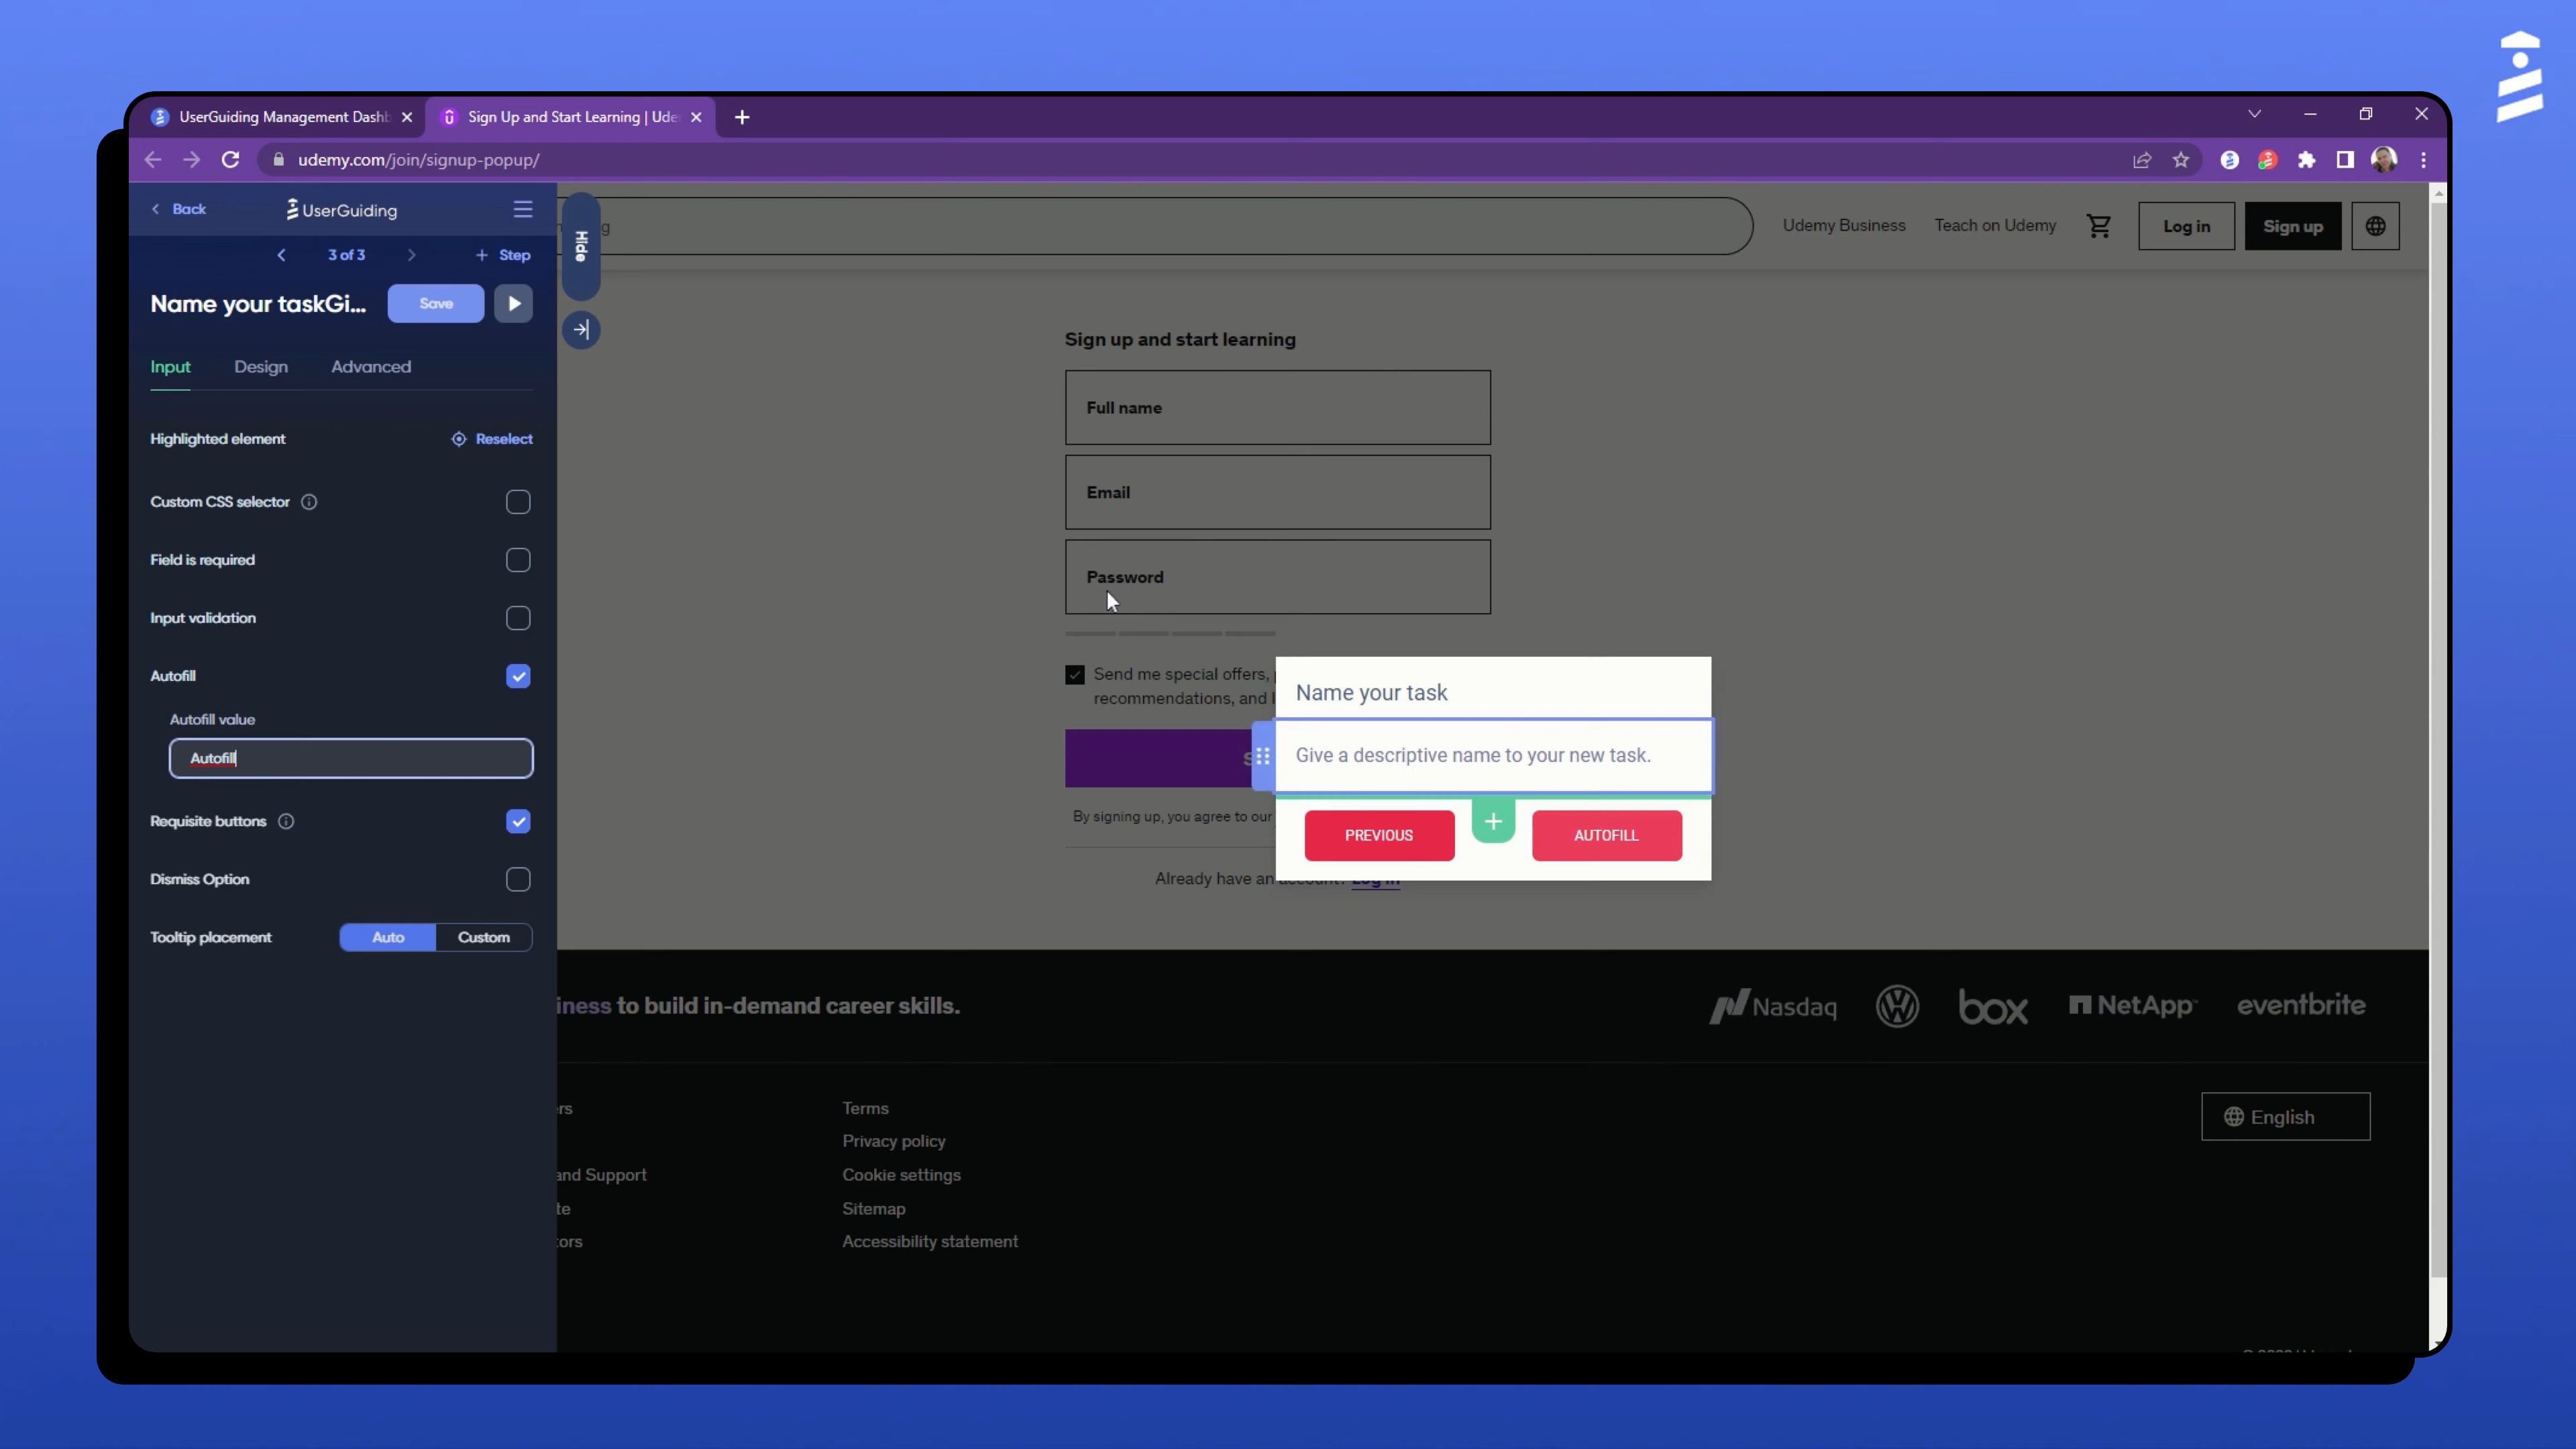 UserGuiding Management Dashb
Sign Up and Start Learning | Ude
udemy.com/join/signup-popup/
Back
UserGuiding
3 of 3
+ Step
Name your taskGi...
Save
Input
Design
Advanced
Highlighted element
Reselect
Custom CSS selector
Field is required
Input validation
Autofill
Autofill value
Autofill
Requisite buttons
Dismiss Option
Tooltip placement
Auto
Custom
Hide
g
Udemy Business
Teach on Udemy
Log in
Sign up
Sign up and start learning
Full name
Email
Password
Send me special offers,
recommendations, and
By signing up, you agree to our
Already have an account? Log in
Name your task
Give a descriptive name to your new task.
PREVIOUS
AUTOFILL
iness to build in-demand career skills.
Nasdaq
box
NetApp
eventbrite
ers
and Support
te
tors
Terms
Privacy policy
Cookie settings
Sitemap
Accessibility statement
English